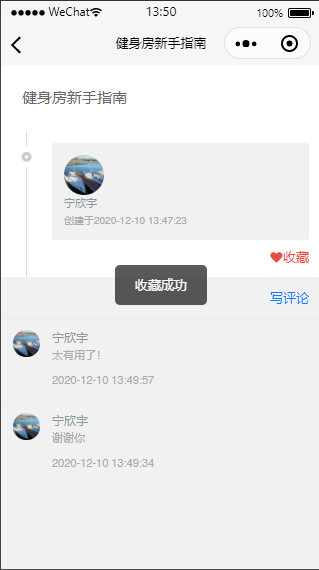 WeChat 13:50 100%
健身房新手指南
健身房新手指南
宁欣宇
创建于2020-12-10 13:47:23
收藏
收藏成功
写评论
宁欣宇
太有用了!
2020-12-10 13:49:57
宁欣宇
谢谢你
2020-12-10 13:49:34